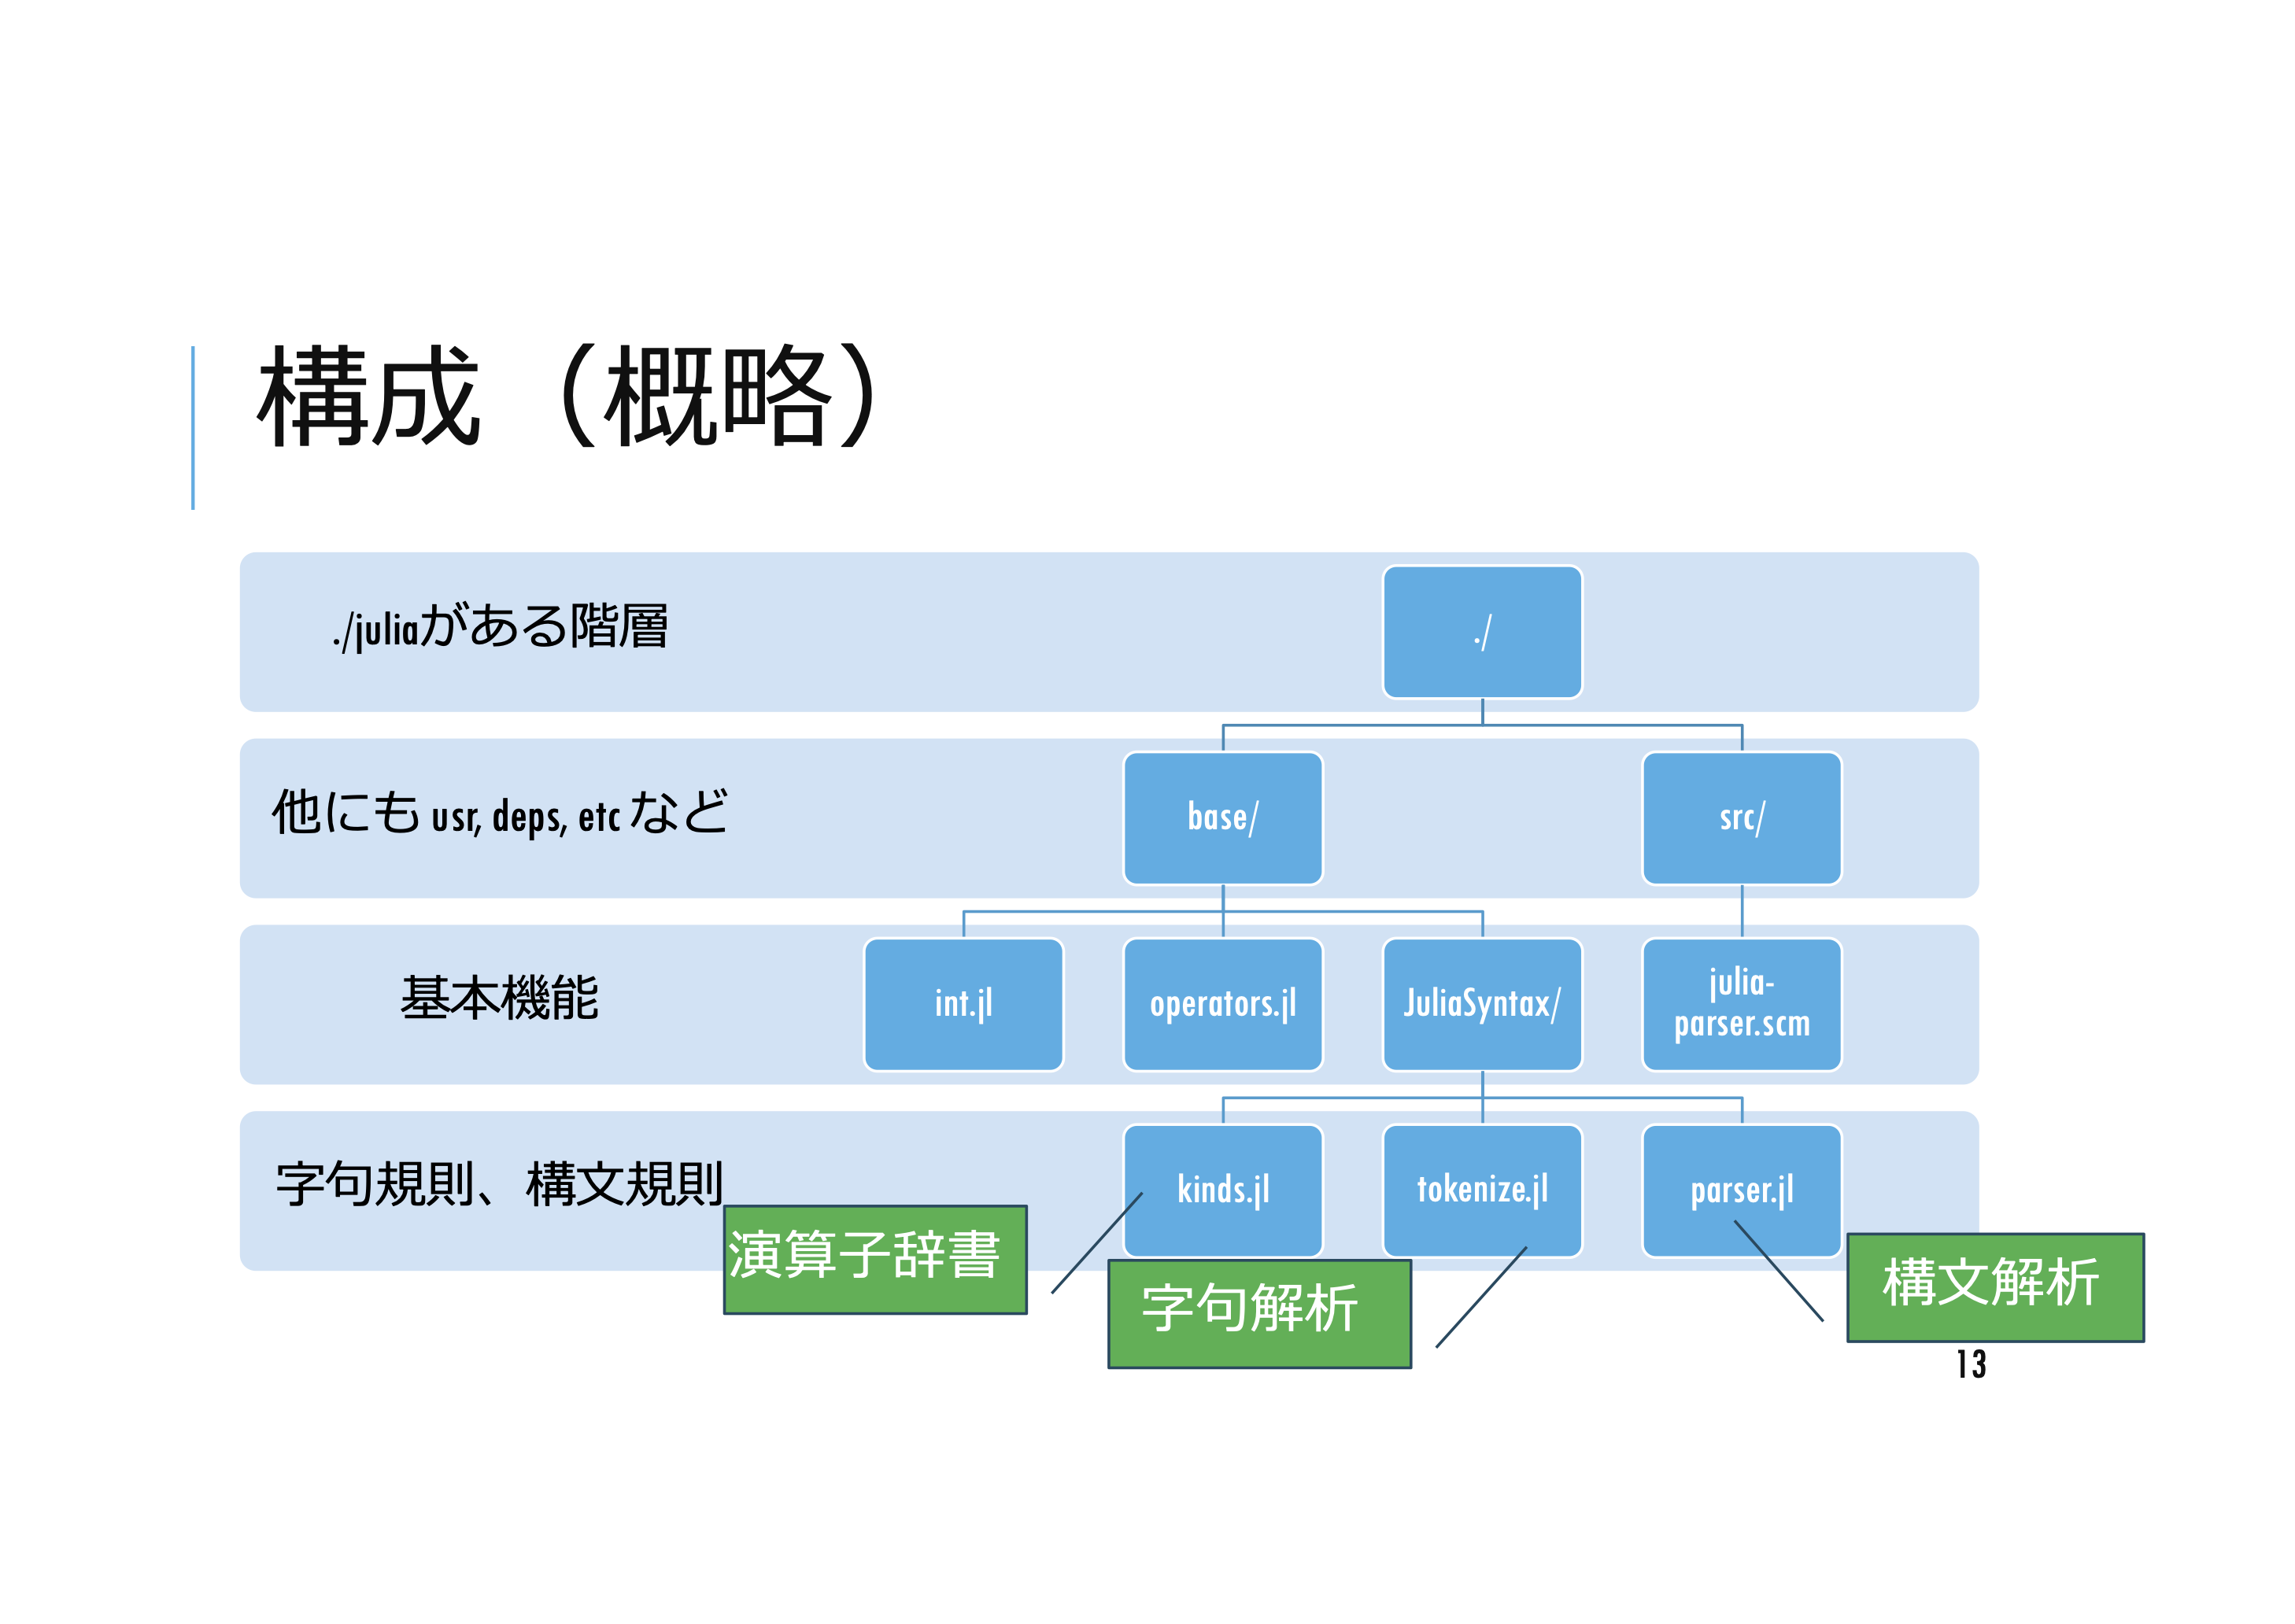 構成（概略）
./juliaがある階層
./
他にも usr, deps, etc など
base/
src/
基本機能
int.jl
operators.jl
JuliaSyntax/
julia-
parser.scm
字句規則、構文規則
kinds.jl
tokenize.jl
parser.jl
演算子辞書
字句解析
構文解析
13